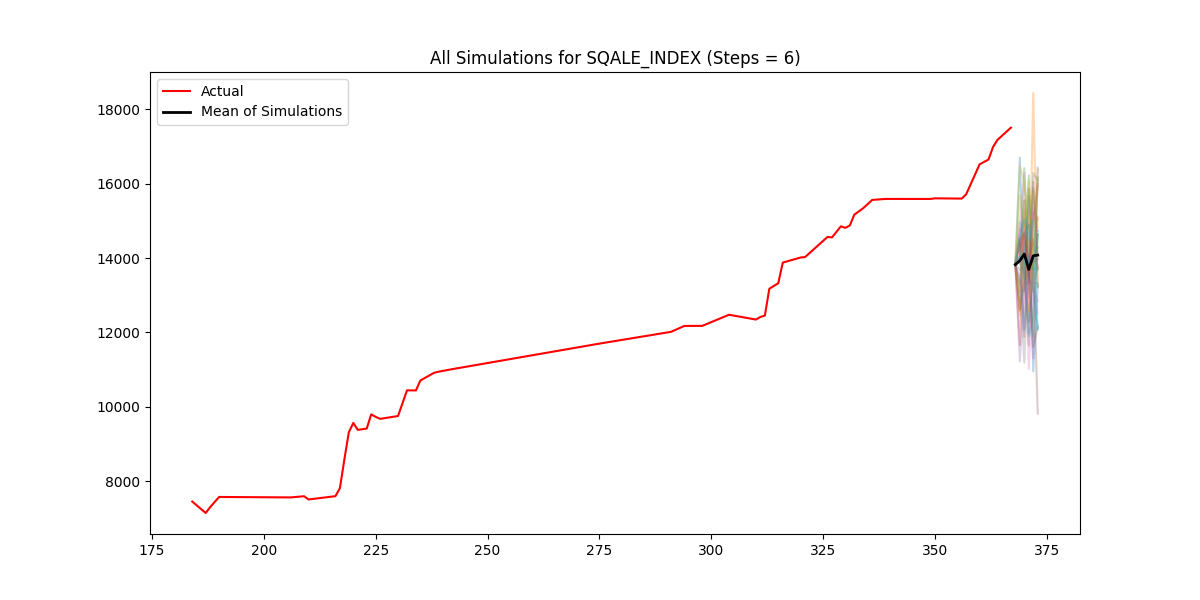 All Simulations for SQALE_INDEX (Steps = 6)
Actual
Mean of Simulations
18000
16000
14000
12000
10000
8000
175 200 225 250 275 300 325 350 375